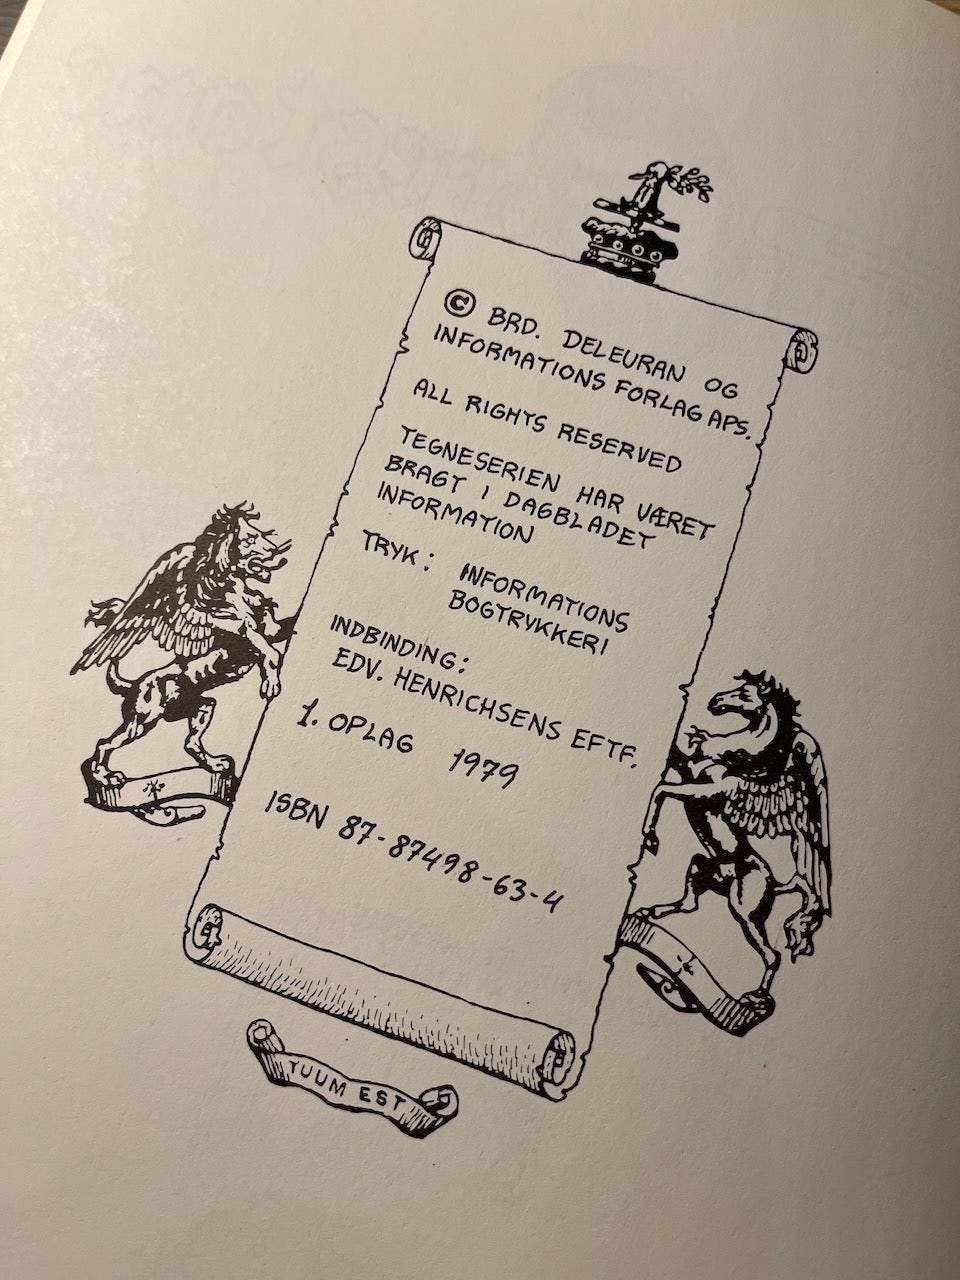 © BRD. DELEURAN OG
INFORMATIONS FORLAG APS.
ALL RIGHTS RESERVED
TEGNESERIEN HAR VÆRET
BRAGT I DAGBLADET
INFORMATION
TRYK: INFORMATIONS
BOGTRYKKERI
INDBINDING:
EDV. HENRICHSENS EFTF.
1. OPLAG 1979
ISBN 87-87498-63-4
TUUM EST